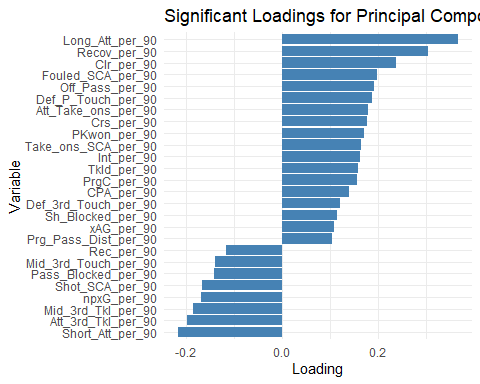 Significant Loadings for Principal Compo
Long_Att_per_90
Recov_per_90
Clr_per_90
Fouled_SCA_per_90
Off_Pass_per_90
Def_P_Touch_per_90
Att_Take_ons_per_90
Crs_per_90
PKwon_per_90
Take_ons_SCA_per_90
Int_per_90
Tkld_per_90
PrgC_per_90
CPA_per_90
Def_3rd_Touch_per_90
Sh_Blocked_per_90
xAG_per_90
Prg_Pass_Dist_per_90
Rec_per_90
Mid_3rd_Touch_per_90
Pass_Blocked_per_90
Shot_SCA_per_90
npxG_per_90
Mid_3rd_Tkl_per_90
Att_3rd_Tkl_per_90
Short_Att_per_90
Variable
-0.2 0.0 0.2
Loading